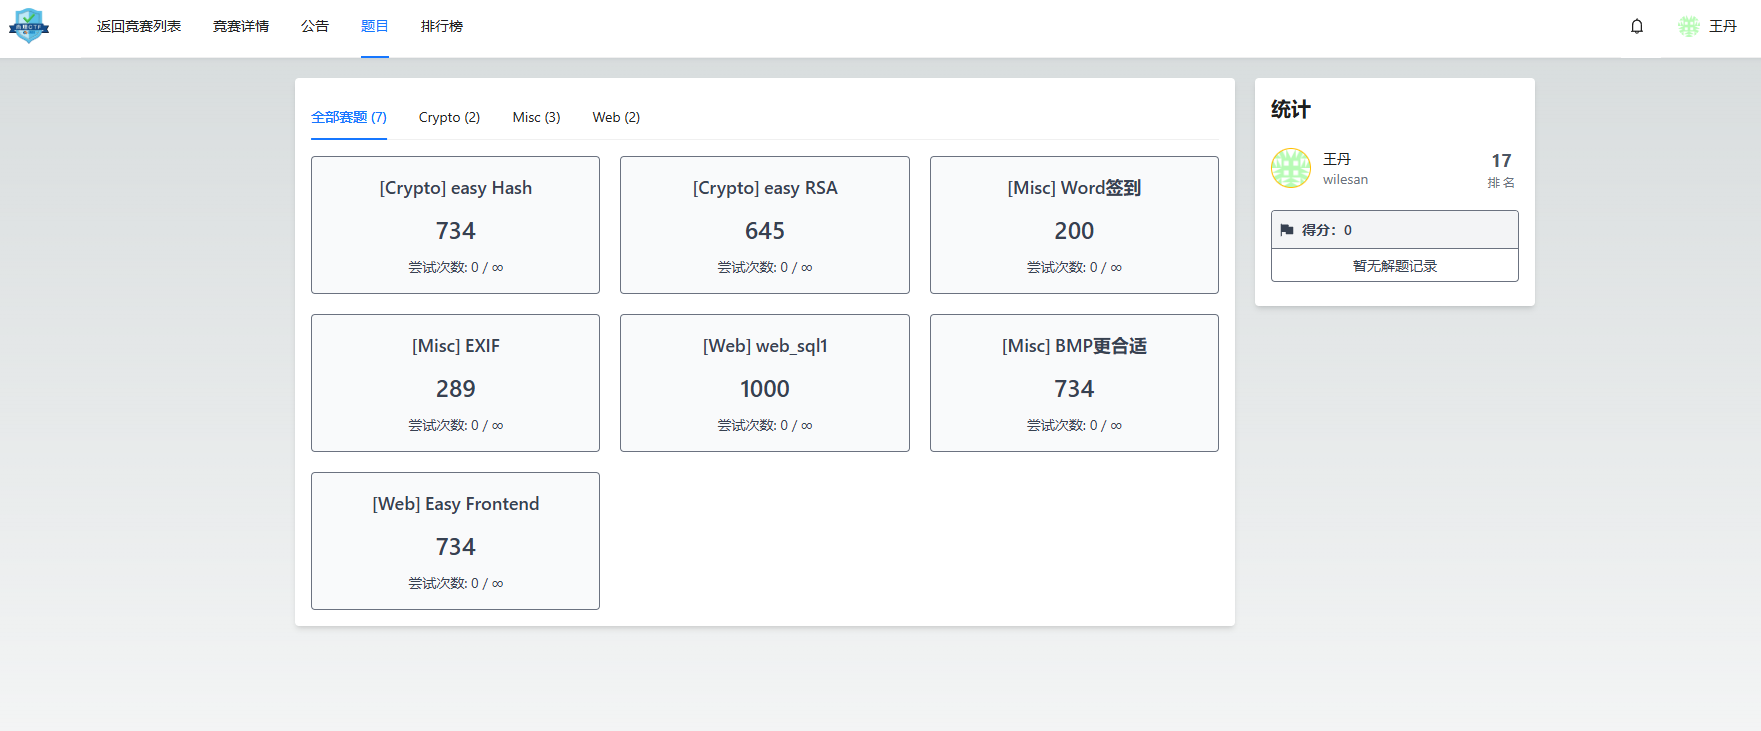 返回竞赛列表 竞赛详情 公告 题目 排行榜 王丹
全部赛题 (7) Crypto (2) Misc (3) Web (2)
[Crypto] easy Hash
734
尝试次数: 0 / ∞
[Crypto] easy RSA
645
尝试次数: 0 / ∞
[Misc] Word签到
200
尝试次数: 0 / ∞
[Misc] EXIF
289
尝试次数: 0 / ∞
[Web] web_sql1
1000
尝试次数: 0 / ∞
[Misc] BMP更合适
734
尝试次数: 0 / ∞
[Web] Easy Frontend
734
尝试次数: 0 / ∞
统计
王丹 17
wilesan 排名
得分：0
暂无解题记录